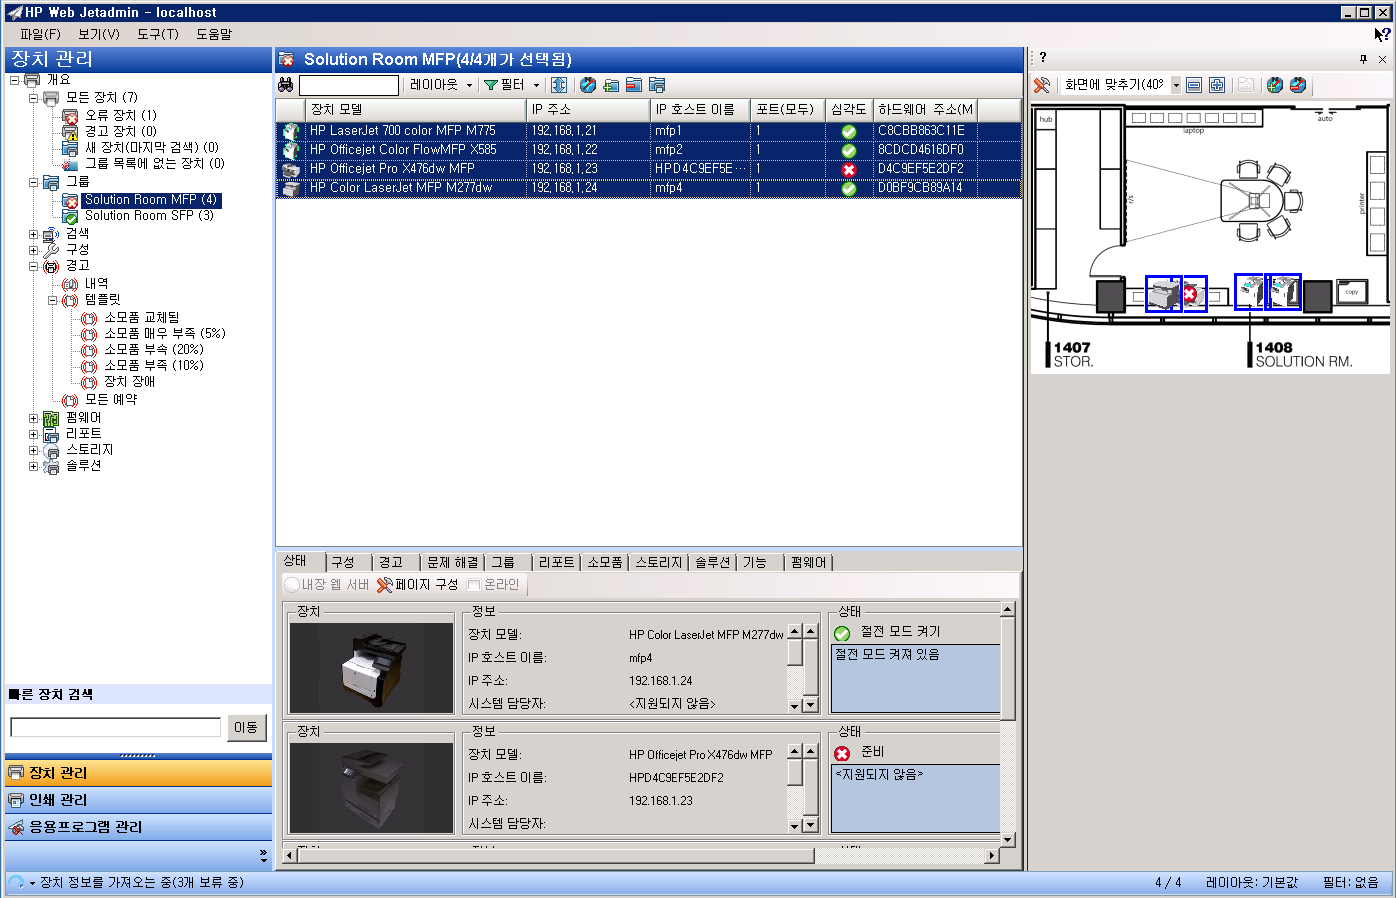 HP Web Jetadmin - localhost
파일(F) 보기(V) 도구(T) 도움말
장치 관리
개요
모든 장치 (7)
오류 장치 (1)
경고 장치 (0)
새 장치(마지막 검색) (0)
그룹 목록에 없는 장치 (0)
그룹
Solution Room MFP (4)
Solution Room SFP (3)
검색
구성
경고
내역
템플릿
소모품 교체됨
소모품 매우 부족 (5%)
소모품 부속 (20%)
소모품 부족 (10%)
장치 장애
모든 예약
펌웨어
리포트
스토리지
솔루션
빠른 장치 검색
이동
장치 관리
인쇄 관리
응용프로그램 관리
Solution Room MFP(4/4개가 선택됨)
레이아웃 필터
장치 모델 IP 주소 IP 호스트 이름 포트(모두) 심각도 하드웨어 주소(M
HP LaserJet 700 color MFP M775 192,168,1,21 mfp1 1 C8CBB863C11E
HP Officejet Color FlowMFP X585 192,168,1,22 mfp2 1 8CDCD4616DF0
HP Officejet Pro X476dw MFP 192,168,1,23 HPD4C9EF5E... 1 D4C9EF5E2DF2
HP Color LaserJet MFP M277dw 192,168,1,24 mfp4 1 D0BF9CB89A14
상태 구성 경고 문제 해결 그룹 리포트 소모품 스토리지 솔루션 기능 펌웨어
내장 웹 서버 페이지 구성 온라인
장치 정보 상태
장치 모델: HP Color LaserJet MFP M277dw
IP 호스트 이름: mfp4
IP 주소: 192.168.1.24
시스템 담당자: <지원되지 않음>
절전 모드 켜기
절전 모드 켜져 있음
장치 정보 상태
장치 모델: HP Officejet Pro X476dw MFP
IP 호스트 이름: HPD4C9EF5E2DF2
IP 주소: 192.168.1.23
시스템 담당자:
준비
<지원되지 않음>
?
화면에 맞추기(40%
hub
laptop
auto
r/s
printer
copy
1407
STOR.
1408
SOLUTION RM.
장치 정보를 가져오는 중(3개 보류 중)
4 / 4 레이아웃: 기본값 필터: 없음